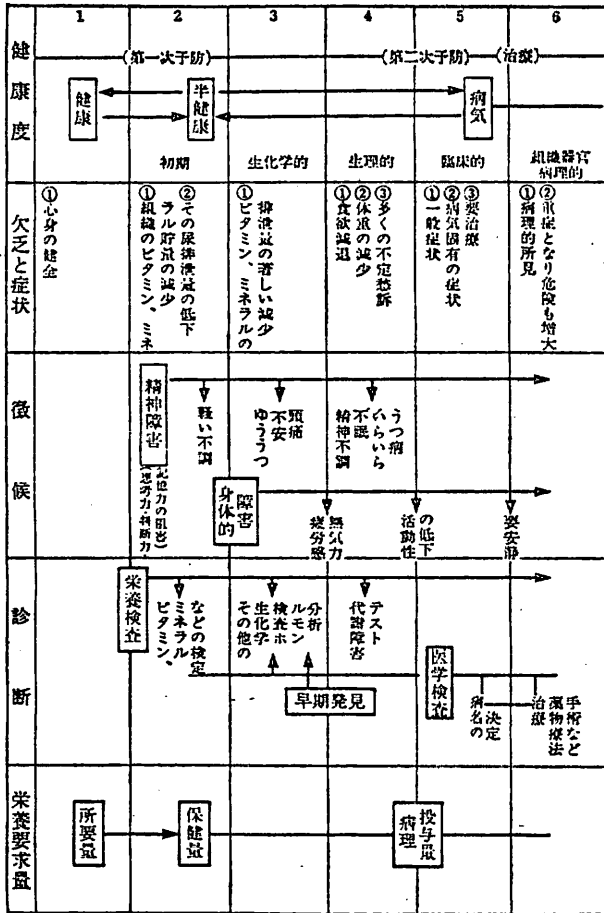 1 2 3 4 5 6
健康度
(第一次予防)
(第二次予防)
(治療)
健康
半健康
病気
初期
生化学的
生理的
臨床的
組織器官
病理的
欠乏と症状
①心身の健全
①組織のビタミン、ミネ
ラル貯量の減少
②その尿排泄量の低下
①ビタミン、ミネラルの
排泄量の著しい減少
①食欲減退
②体重の減少
③多くの不定愁訴
①一般症状
②病気固有の症状
③要治療
①病理的所見
②重症となり危険も増大
徴候
精神障害
軽い不調
頭痛
不安
ゆううつ
うつ病
いらいら
不眠
精神不調
身体的
障害
無気力
疲労感
活動性
の低下
要安静
診断
栄養検査
ビタミン、
ミネラル
などの検定
その他の
生化学
検査ホ
ルモン
分析
代謝障害
テスト
早期発見
医学検査
病名の
決定
治療
薬物療法
手術など
栄養要求量
所要量
保健量
病理
投与量